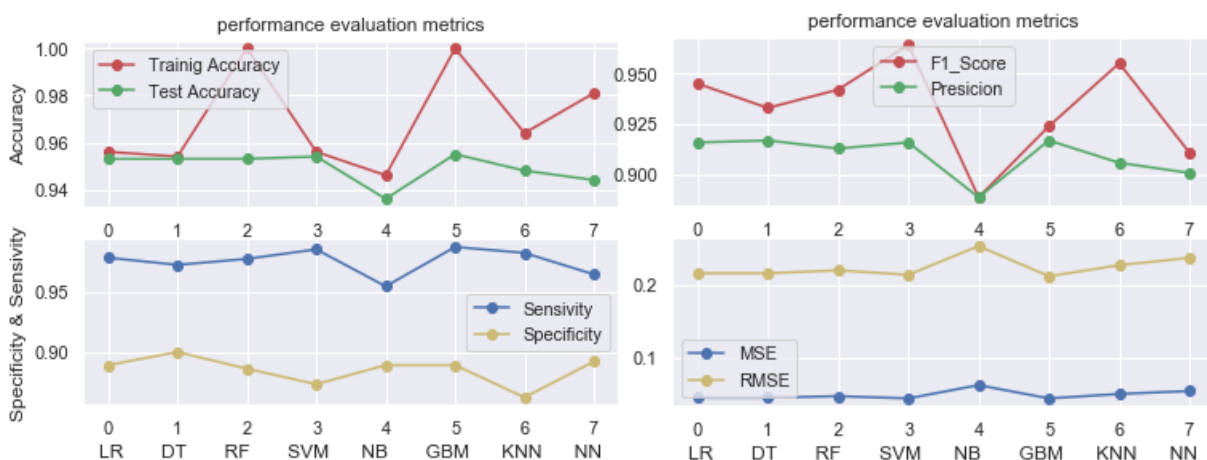 performance evaluation metrics
Accuracy
1.00
0.98
0.96
0.94
Trainig Accuracy
Test Accuracy
0 1 2 3 4 5 6 7
performance evaluation metrics
0.950
0.925
0.900
F1_Score
Presicion
0 1 2 3 4 5 6 7
Specificity & Sensivity
0.95
0.90
Sensivity
Specificity
0 1 2 3 4 5 6 7
LR DT RF SVM NB GBM KNN NN
0.2
0.1
MSE
RMSE
0 1 2 3 4 5 6 7
LR DT RF SVM NB GBM KNN NN